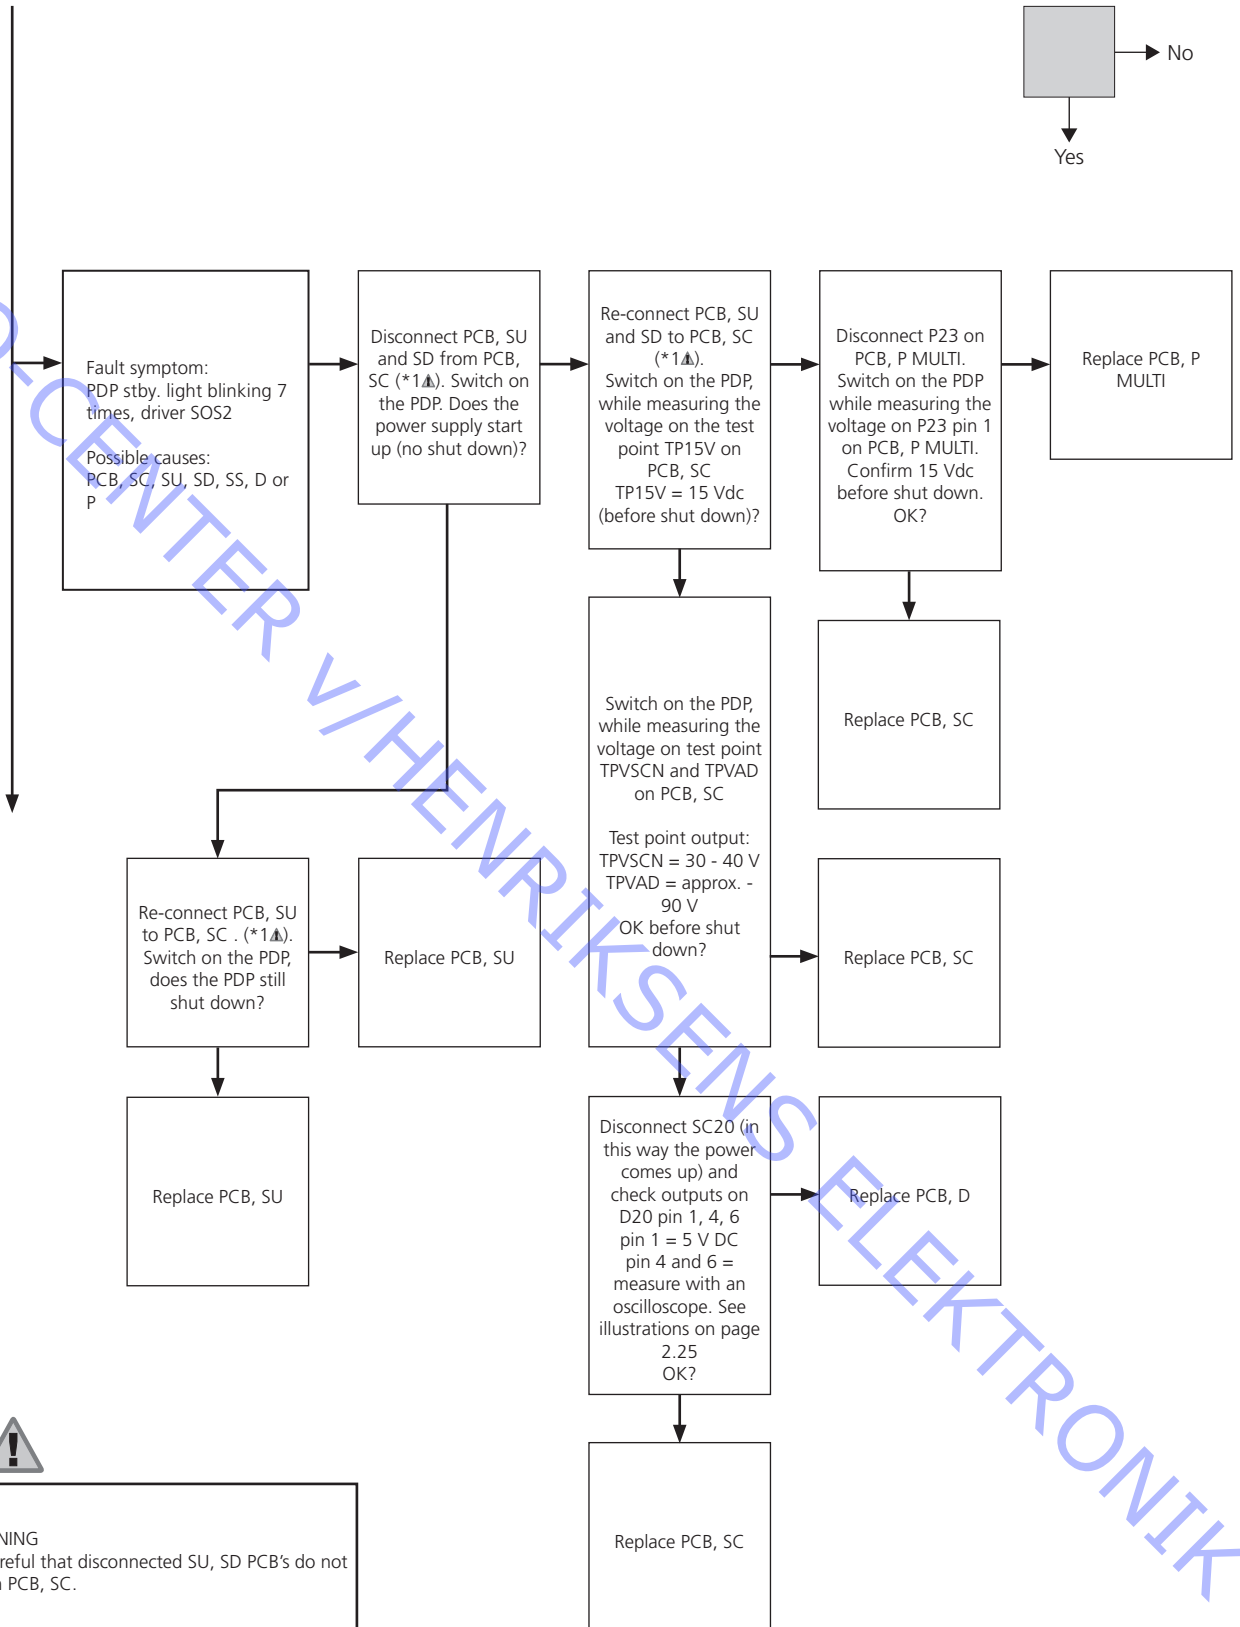 No
Yes
Fault symptom:
PDP stby. light blinking 7
times, driver SOS2
Possible causes:
PCB, SC, SU, SD, SS, D or
P
Disconnect PCB, SU
and SD from PCB,
SC (*1⚠). Switch on
the PDP. Does the
power supply start
up (no shut down)?
Re-connect PCB, SU
and SD to PCB, SC
(*1⚠).
Switch on the PDP,
while measuring the
voltage on the test
point TP15V on
PCB, SC
TP15V = 15 Vdc
(before shut down)?
Disconnect P23 on
PCB, P MULTI.
Switch on the PDP
while measuring the
voltage on P23 pin 1
on PCB, P MULTI.
Confirm 15 Vdc
before shut down.
OK?
Replace PCB, P
MULTI
Switch on the PDP,
while measuring the
voltage on test point
TPVSCN and TPVAD
on PCB, SC
Test point output:
TPVSCN = 30 - 40 V
TPVAD = approx. -
90 V
OK before shut
down?
Replace PCB, SC
Re-connect PCB, SU
to PCB, SC . (*1⚠).
Switch on the PDP,
does the PDP still
shut down?
Replace PCB, SU
Replace PCB, SC
Replace PCB, SU
Disconnect SC20 (in
this way the power
comes up) and
check outputs on
D20 pin 1, 4, 6
pin 1 = 5 V DC
pin 4 and 6 =
measure with an
oscilloscope. See
illustrations on page
2.25
OK?
Replace PCB, D
Replace PCB, SC
NING
reful that disconnected SU, SD PCB's do not
PCB, SC.
O-CENTER v/HENRIKSENS ELEKTRONIK